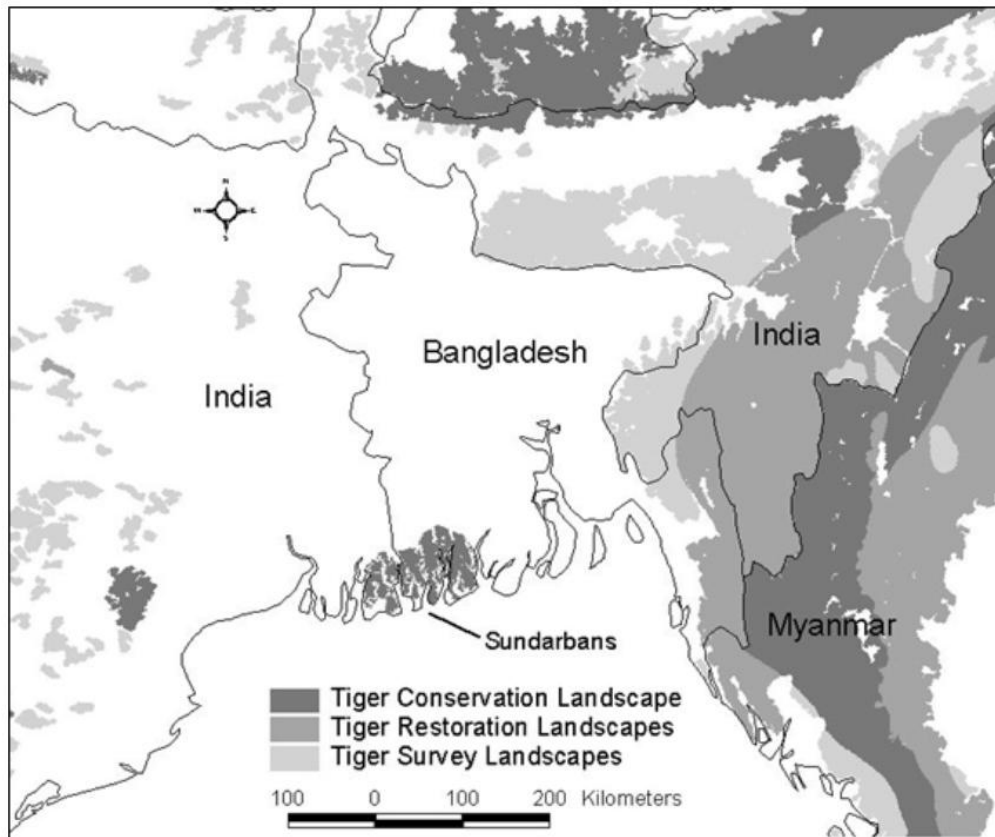 N
W E
S
Bangladesh
India
India
Myanmar
Sundarbans
Tiger Conservation Landscape
Tiger Restoration Landscapes
Tiger Survey Landscapes
100 0 100 200 Kilometers